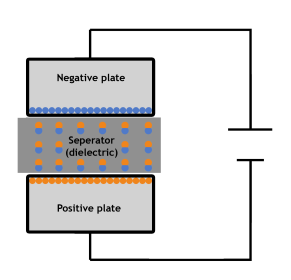 Negative plate
Seperator
(dielectric)
Positive plate